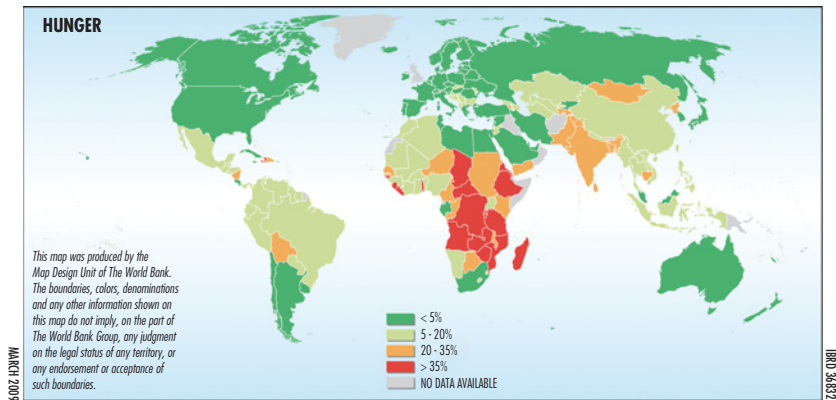 HUNGER
This map was produced by the
Map Design Unit of The World Bank.
The boundaries, colors, denominations
and any other information shown on
this map do not imply, on the part of
The World Bank Group, any judgment
on the legal status of any territory, or
any endorsement or acceptance of
such boundaries.
< 5%
5 - 20%
20 - 35%
> 35%
NO DATA AVAILABLE
MARCH 2009
IBRD 36832